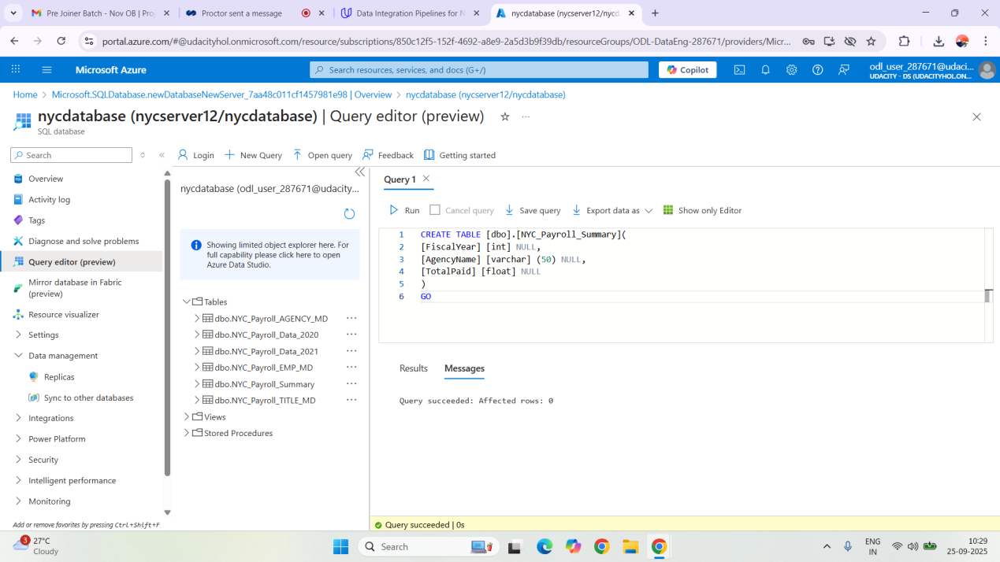 Pre Joiner Batch - Nov OB | Pro
Proctor sent a message
Data Integration Pipelines for N
nycdatabase (nycserver12/nycd
portal.azure.com/#@udacityhol.onmicrosoft.com/resource/subscriptions/850c12f5-152f-4692-a8e9-2a5d3b9f39db/resourceGroups/ODL-DataEng-287671/providers/Micr...
Microsoft Azure
Search resources, services, and docs (G+/)
Copilot
odl_user_287671@udaci...
UDACITY - DS (UDACITYHOL.ON...
Home > Microsoft.SQLDatabase.newDatabaseNewServer_7aa48c011cf1457981e98 | Overview > nycdatabase (nycserver12/nycdatabase)
nycdatabase (nycserver12/nycdatabase) | Query editor (preview)
SQL database
Search
Login
New Query
Open query
Feedback
Getting started
Overview
Activity log
Tags
Diagnose and solve problems
Query editor (preview)
Mirror database in Fabric
(preview)
Resource visualizer
Settings
Data management
Replicas
Sync to other databases
Integrations
Power Platform
Security
Intelligent performance
Monitoring
Add or remove favorites by pressing Ctrl+Shift+F
nycdatabase (odl_user_287671@udacity...
Showing limited object explorer here. For
full capability please click here to open
Azure Data Studio.
Tables
dbo.NYC_Payroll_AGENCY_MD
dbo.NYC_Payroll_Data_2020
dbo.NYC_Payroll_Data_2021
dbo.NYC_Payroll_EMP_MD
dbo.NYC_Payroll_Summary
dbo.NYC_Payroll_TITLE_MD
Views
Stored Procedures
Query 1
Run
Cancel query
Save query
Export data as
Show only Editor
1 CREATE TABLE [dbo].[NYC_Payroll_Summary](
2 [FiscalYear] [int] NULL,
3 [AgencyName] [varchar] (50) NULL,
4 [TotalPaid] [float] NULL
5 )
6 GO
Results
Messages
Query succeeded: Affected rows: 0
Query succeeded | 0s
3
27°C
Cloudy
Search
ENG
IN
10:29
25-09-2025